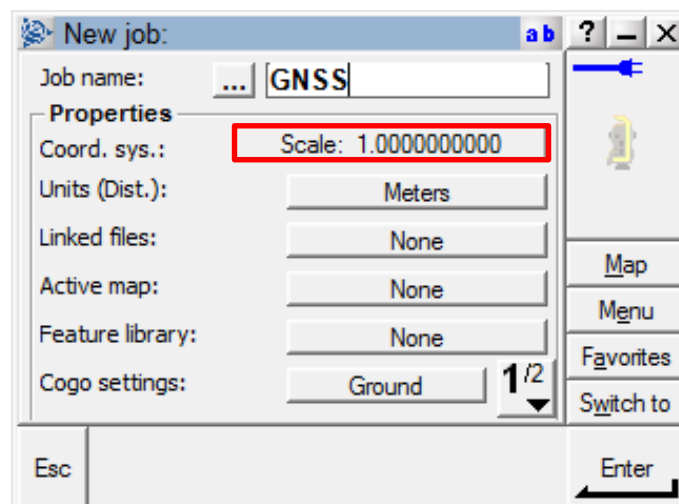 New job:
ab
?
Job name:
...
GNSS
Properties
Coord. sys.:
Scale: 1.0000000000
Units (Dist.):
Meters
Linked files:
None
Active map:
None
Feature library:
None
Cogo settings:
Ground
1/2
Map
Menu
Favorites
Switch to
Esc
Enter